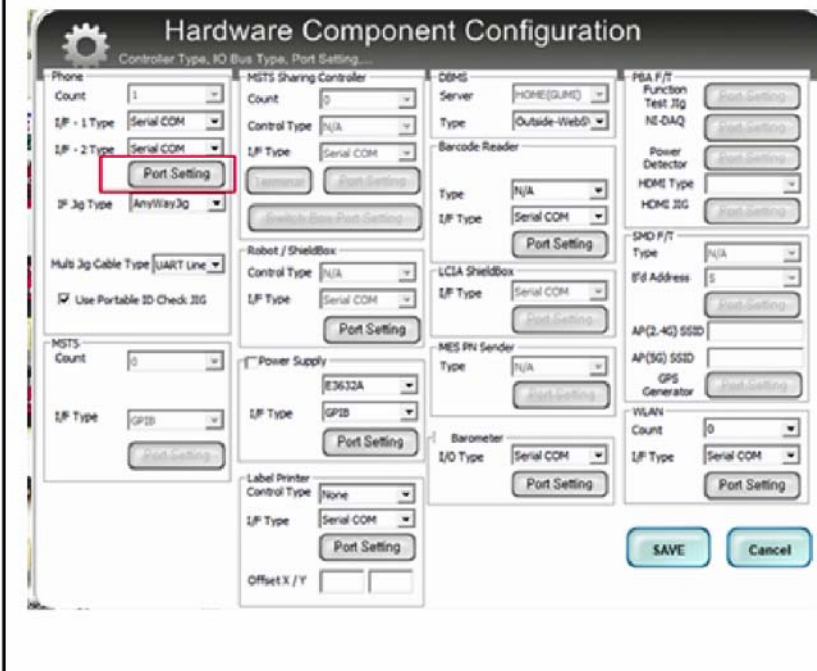 Hardware Component Configuration
Controller Type, IO Bus Type, Port Setting....
Phone
Count 1
I/F - 1 Type Serial COM
I/F - 2 Type Serial COM
Port Setting
IF Jig Type AnyWayJig
Multi Jig Cable Type UART Line
Use Portable ID Check JIG
MSTS
Count 0
I/F Type GPIB
Port Setting
MSTS Sharing Controller
Count 0
Control Type N/A
I/F Type Serial COM
Terminal Port Setting
Switch Box Port Setting
Robot / ShieldBox
Control Type N/A
I/F Type Serial COM
Port Setting
Power Supply
E3632A
I/F Type GPIB
Port Setting
Label Printer
Control Type None
I/F Type Serial COM
Port Setting
Offset X / Y
DBMS
Server HOME(GUMI)
Type Outside-WebS
Barcode Reader
Type N/A
I/F Type Serial COM
Port Setting
LCIA ShieldBox
I/F Type Serial COM
Port Setting
MES PN Sender
Type N/A
Port Setting
Barometer
I/O Type Serial COM
Port Setting
PBA F/T
Function
Test JIg Port Setting
NI-DAQ Port Setting
Power
Detector Port Setting
HDMI Type
HDMI JIG Port Setting
SMD F/T
Type N/A
B'd Address 5
Port Setting
AP(2.4G) SSID
AP(5G) SSID
GPS
Generator Port Setting
WLAN
Count 0
I/F Type Serial COM
Port Setting
SAVE Cancel